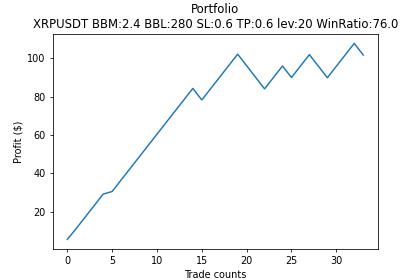 Portfolio
XRPUSDT BBM:2.4 BBL:280 SL:0.6 TP:0.6 lev:20 WinRatio:76.0
100
80
60
40
20
Profit ($)
0 5 10 15 20 25 30
Trade counts